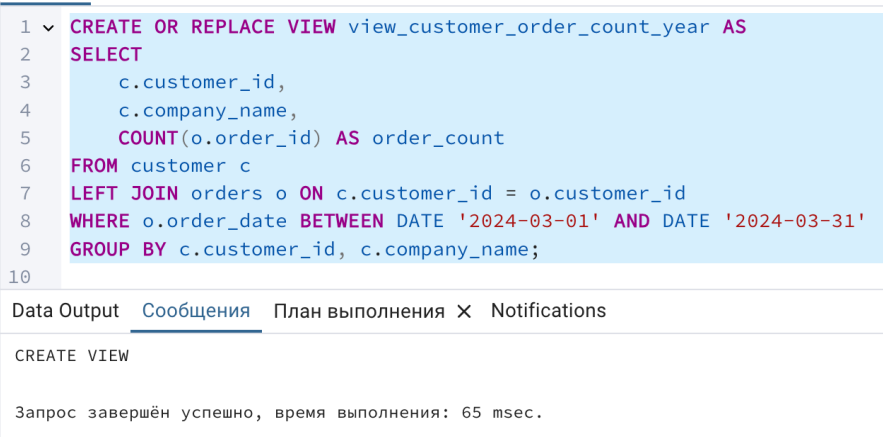 1 CREATE OR REPLACE VIEW view_customer_order_count_year AS
2 SELECT
3 c.customer_id,
4 c.company_name,
5 COUNT(o.order_id) AS order_count
6 FROM customer c
7 LEFT JOIN orders o ON c.customer_id = o.customer_id
8 WHERE o.order_date BETWEEN DATE '2024-03-01' AND DATE '2024-03-31'
9 GROUP BY c.customer_id, c.company_name;
10
Data Output Сообщения План выполнения × Notifications
CREATE VIEW
Запрос завершён успешно, время выполнения: 65 msec.